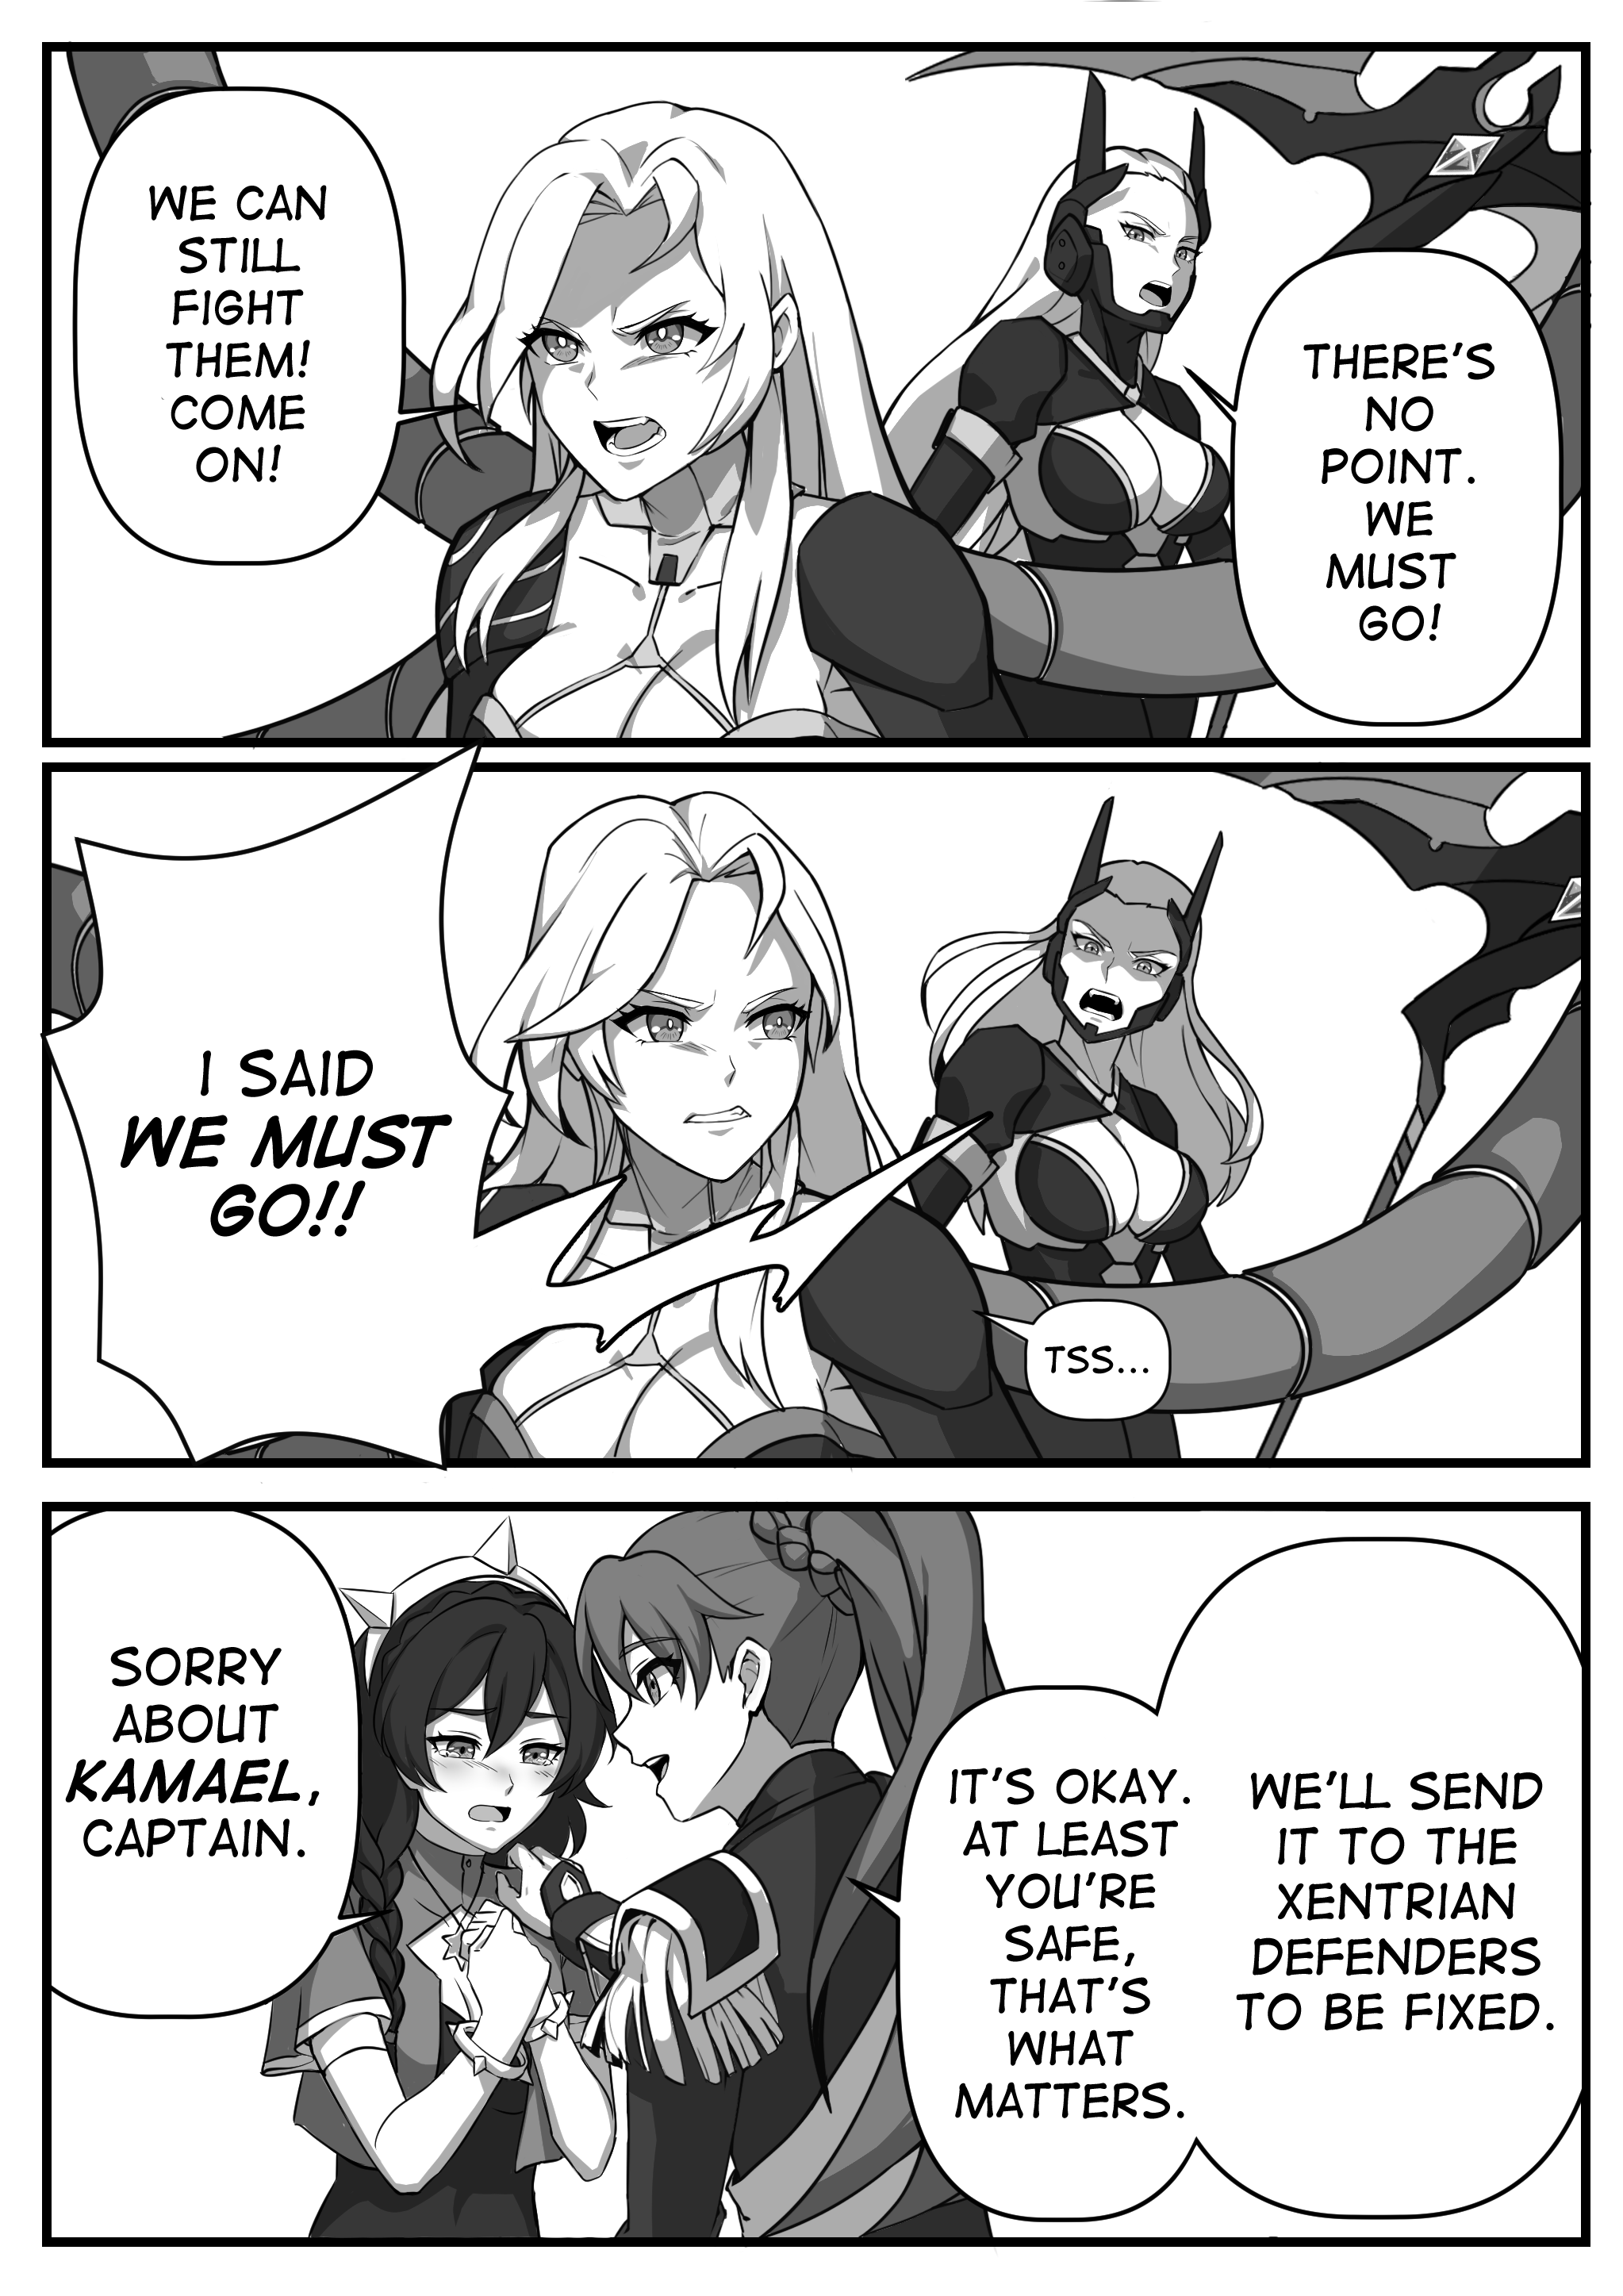 WE CAN
STILL
FIGHT
THEM!
COME
ON!
THERE'S
NO
POINT.
WE
MUST
GO!
I SAID
WE MUST
GO!!
TSS...
SORRY
ABOUT
KAMAEL,
CAPTAIN.
IT'S OKAY.
AT LEAST
YOU'RE
SAFE,
THAT'S
WHAT
MATTERS.
WE'LL SEND
IT TO THE
XENTRIAN
DEFENDERS
TO BE FIXED.